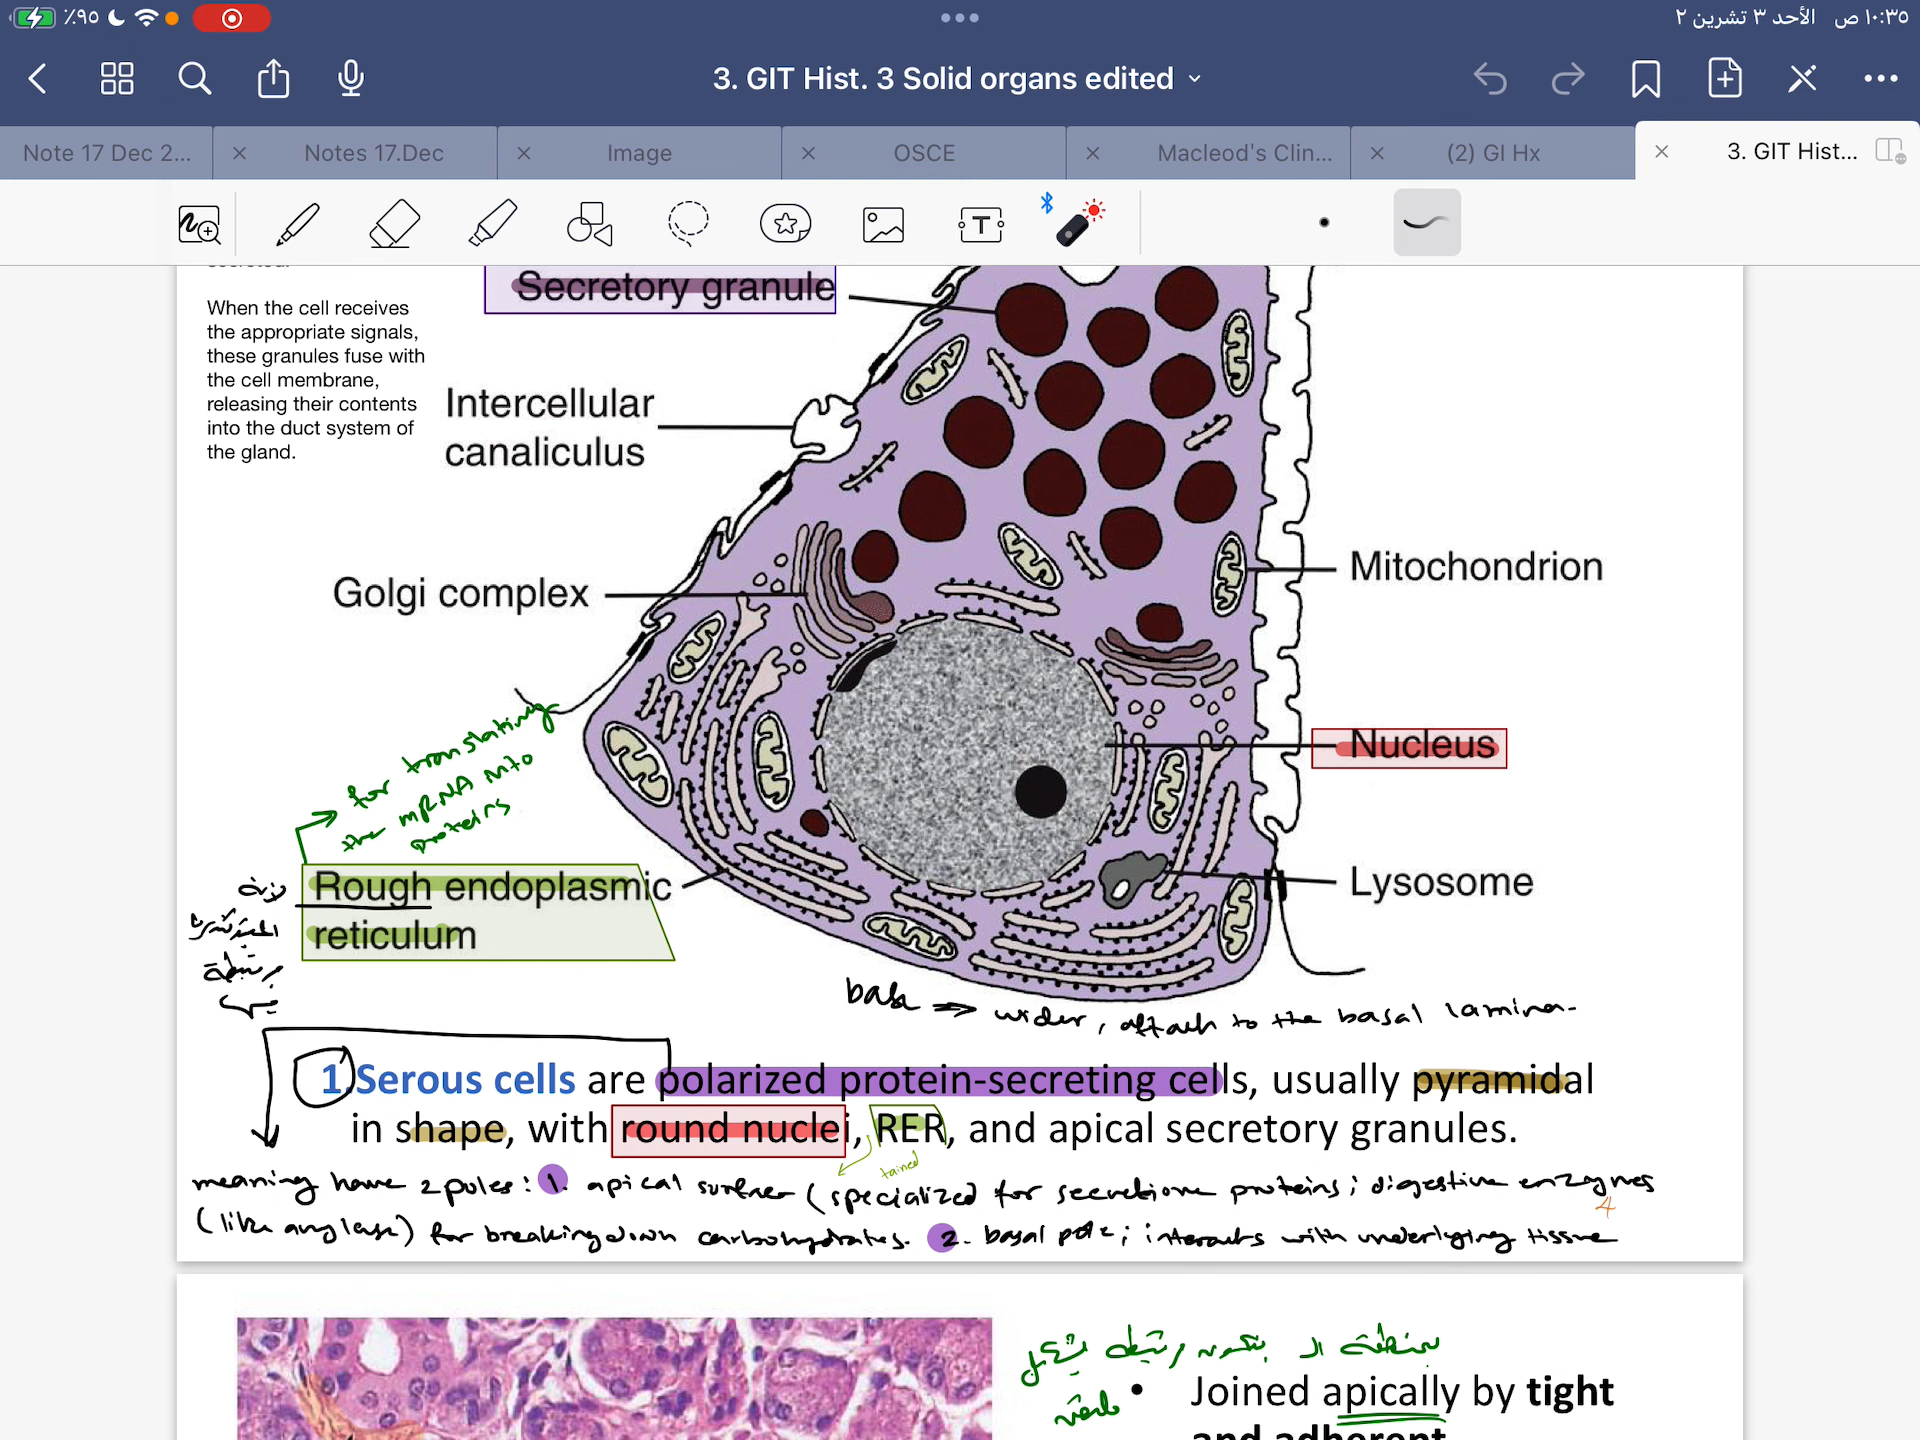 ٪٩٠
١٠:٣٥ ص الأحد ٣ تشرين ٢
3. GIT Hist. 3 Solid organs edited
Note 17 Dec 2...
Notes 17.Dec
Image
OSCE
Macleod's Clin...
(2) GI Hx
3. GIT Hist...
T
secreted.
When the cell receives
the appropriate signals,
these granules fuse with
the cell membrane,
releasing their contents
into the duct system of
the gland.
Secretory granule
Intercellular
canaliculus
Golgi complex
Mitochondrion
Nucleus
for translating
the mRNA into
proteins
Rough endoplasmic
reticulum
Lysosome
base ⇒ wider, attach to the basal lamina.
1.Serous cells are polarized protein-secreting cells, usually pyramidal
in shape, with round nuclei, RER, and apical secretory granules.
tained
meaning have 2 poles: 1. apical surface (specialized for secretions proteins; digestive enzymes
4
(like amylase) for breaking down carbohydrates. 2. basal pole; interacts with underlying tissue
• Joined apically by tight
and adherent